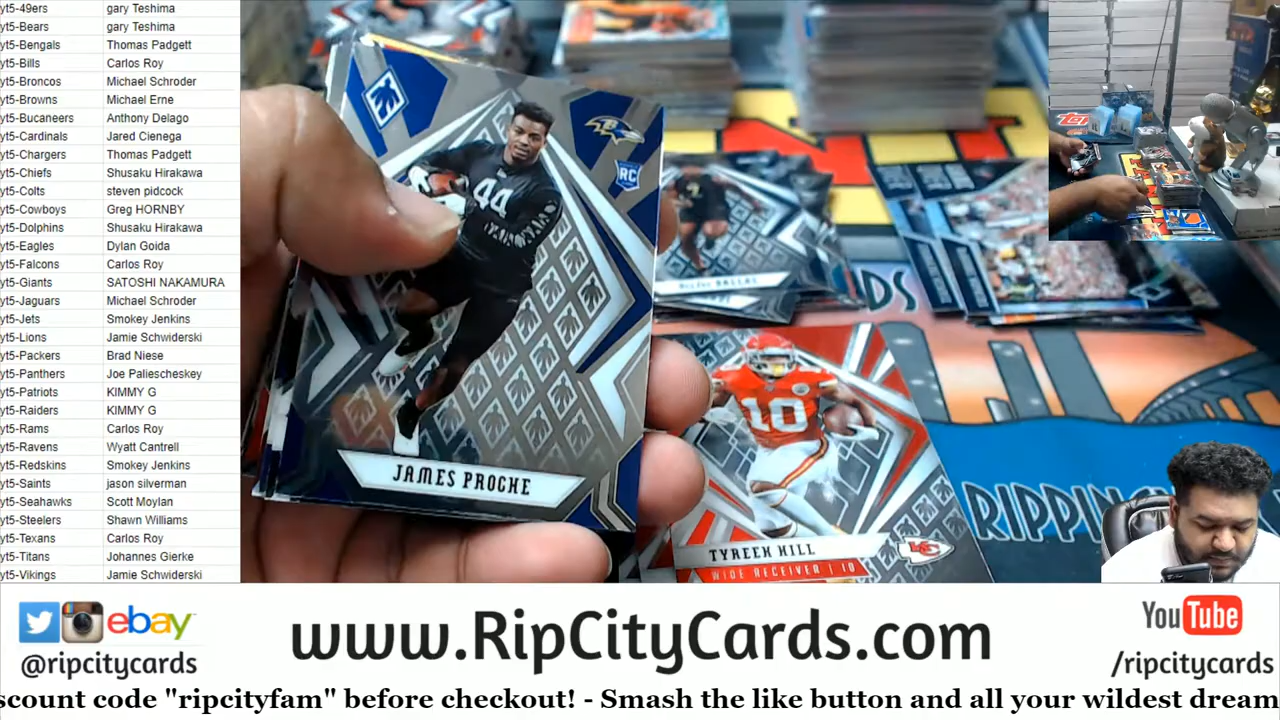 yt5-49ers gary Teshima
yt5-Bears gary Teshima
yt5-Bengals Thomas Padgett
yt5-Bills Carlos Roy
yt5-Broncos Michael Schroder
yt5-Browns Michael Erne
yt5-Bucaneers Anthony Delago
yt5-Cardinals Jared Cienega
yt5-Chargers Thomas Padgett
yt5-Chiefs Shusaku Hirakawa
yt5-Colts steven pidcock
yt5-Cowboys Greg HORNBY
yt5-Dolphins Shusaku Hirakawa
yt5-Eagles Dylan Goida
yt5-Falcons Carlos Roy
yt5-Giants SATOSHI NAKAMURA
yt5-Jaguars Michael Schroder
yt5-Jets Smokey Jenkins
yt5-Lions Jamie Schwiderski
yt5-Packers Brad Niese
yt5-Panthers Joe Paliescheskey
yt5-Patriots KIMMY G
yt5-Raiders KIMMY G
yt5-Rams Carlos Roy
yt5-Ravens Wyatt Cantrell
yt5-Redskins Smokey Jenkins
yt5-Saints jason silverman
yt5-Seahawks Scott Moylan
yt5-Steelers Shawn Williams
yt5-Texans Carlos Roy
yt5-Titans Johannes Gierke
yt5-Vikings Jamie Schwiderski
RC
44
JAMES PROCHE
DALLAS
10
TYREEK HILL
WIDE RECEIVER | 10
KC
DS
RIPPIN
topps
ebay
@ripcitycards
www.RipCityCards.com
YouTube
/ripcitycards
scount code "ripcityfam" before checkout! - Smash the like button and all your wildest dream